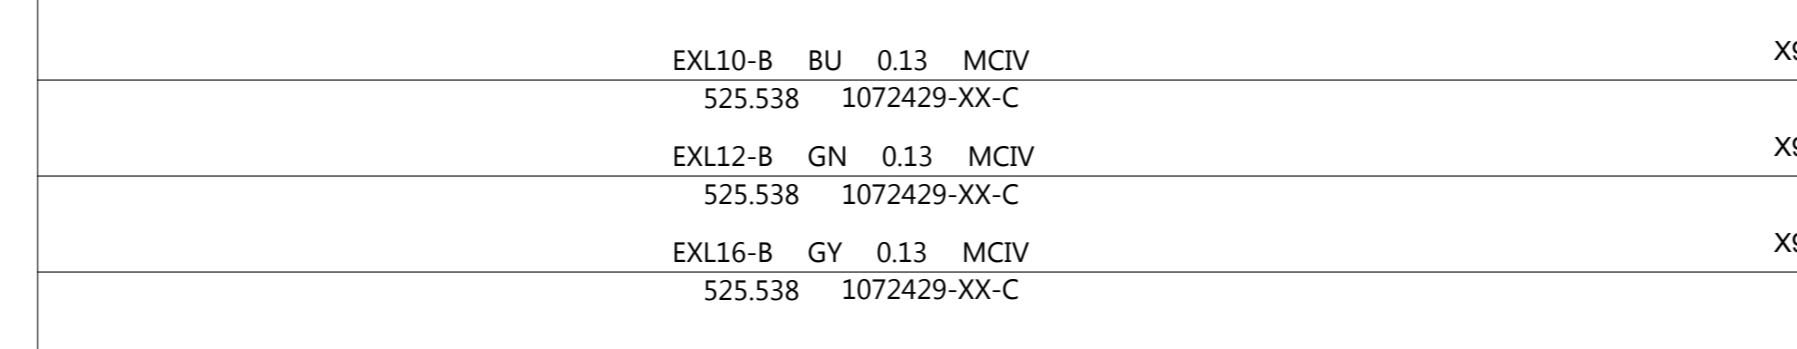 EXL10-B BU 0.13 MCIV
525.538 1072429-XX-C
EXL12-B GN 0.13 MCIV
525.538 1072429-XX-C
EXL16-B GY 0.13 MCIV
525.538 1072429-XX-C